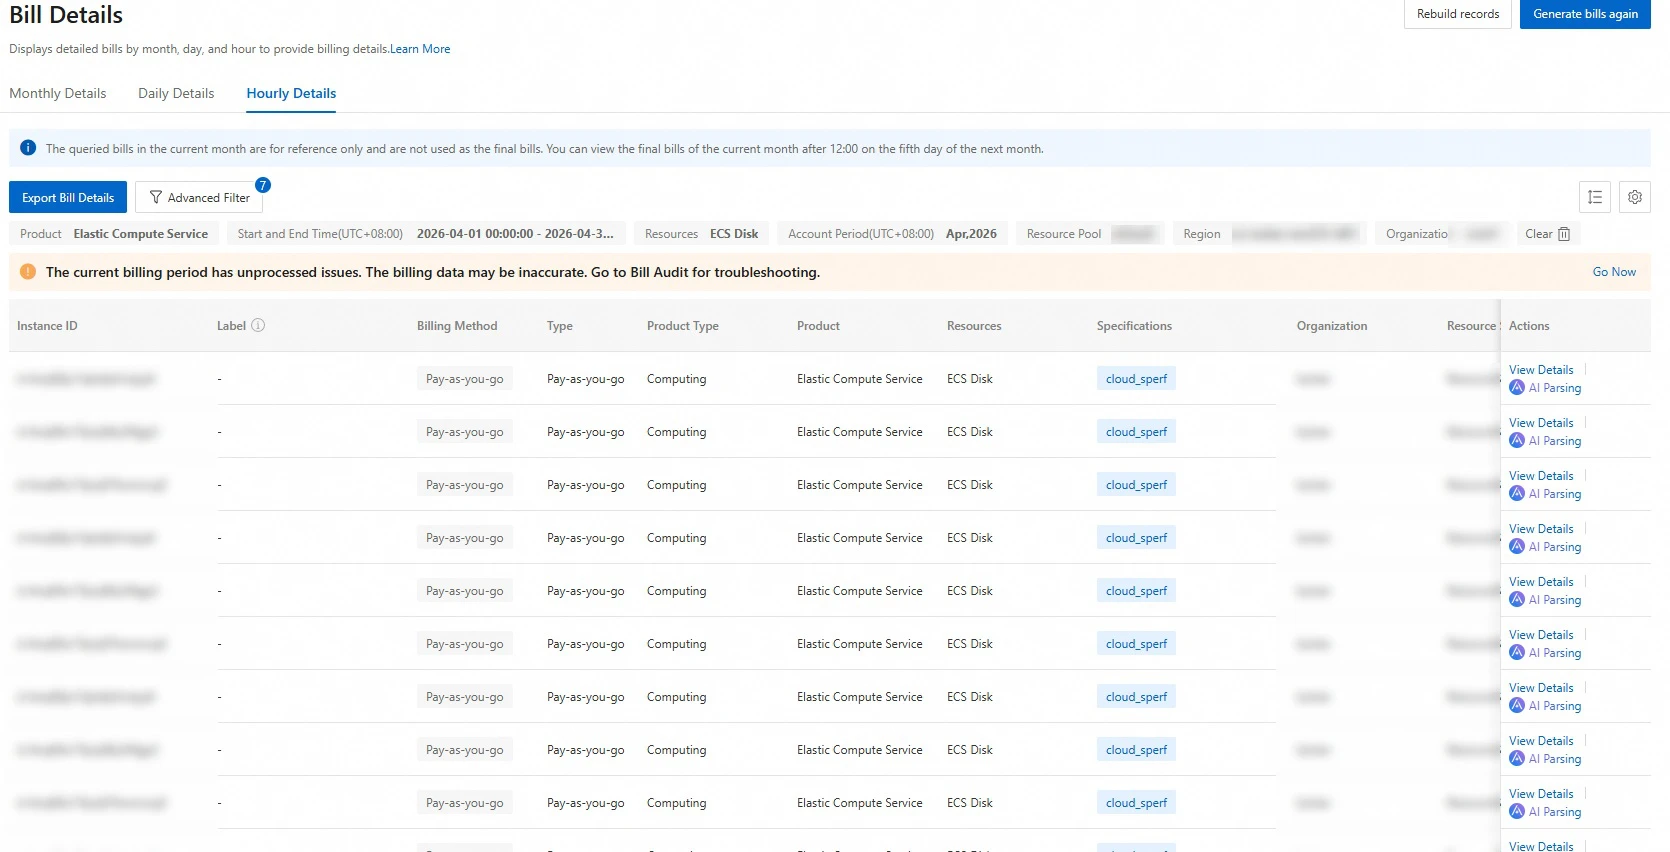 Bill Details
Rebuild records
Generate bills again
Displays detailed bills by month, day, and hour to provide billing details.Learn More
Monthly Details Daily Details Hourly Details
The queried bills in the current month are for reference only and are not used as the final bills. You can view the final bills of the current month after 12:00 on the fifth day of the next month.
Export Bill Details Advanced Filter 7
Product Elastic Compute Service Start and End Time(UTC+08:00) 2026-04-01 00:00:00 - 2026-04-3... Resources ECS Disk Account Period(UTC+08:00) Apr,2026 Resource Pool Region Organizatio Clear
The current billing period has unprocessed issues. The billing data may be inaccurate. Go to Bill Audit for troubleshooting. Go Now
Instance ID Label Billing Method Type Product Type Product Resources Specifications Organization Resource Actions
- Pay-as-you-go Pay-as-you-go Computing Elastic Compute Service ECS Disk cloud_sperf View Details
AI Parsing
- Pay-as-you-go Pay-as-you-go Computing Elastic Compute Service ECS Disk cloud_sperf View Details
AI Parsing
- Pay-as-you-go Pay-as-you-go Computing Elastic Compute Service ECS Disk cloud_sperf View Details
AI Parsing
- Pay-as-you-go Pay-as-you-go Computing Elastic Compute Service ECS Disk cloud_sperf View Details
AI Parsing
- Pay-as-you-go Pay-as-you-go Computing Elastic Compute Service ECS Disk cloud_sperf View Details
AI Parsing
- Pay-as-you-go Pay-as-you-go Computing Elastic Compute Service ECS Disk cloud_sperf View Details
AI Parsing
- Pay-as-you-go Pay-as-you-go Computing Elastic Compute Service ECS Disk cloud_sperf View Details
AI Parsing
- Pay-as-you-go Pay-as-you-go Computing Elastic Compute Service ECS Disk cloud_sperf View Details
AI Parsing
- Pay-as-you-go Pay-as-you-go Computing Elastic Compute Service ECS Disk cloud_sperf View Details
AI Parsing
View Details